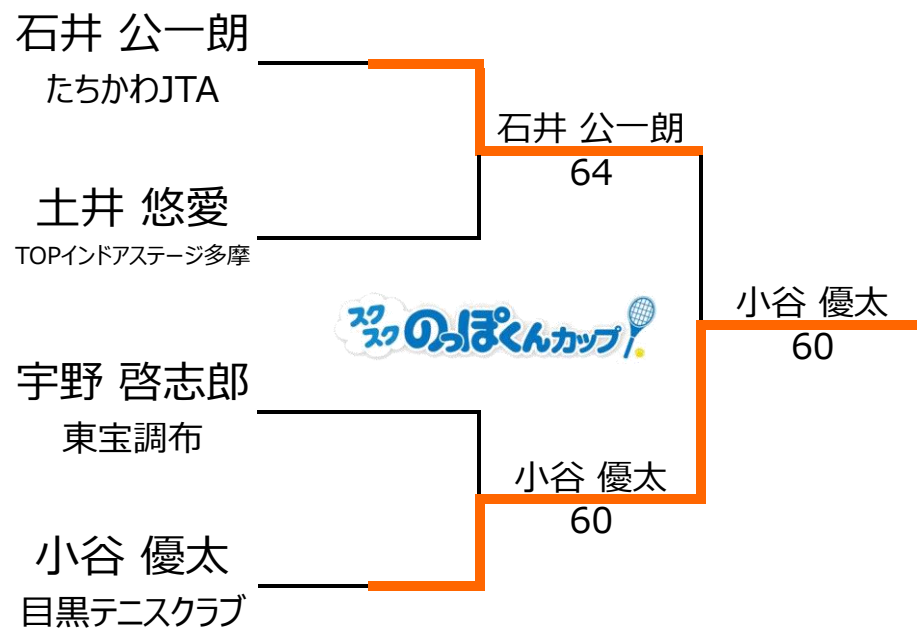 石井 公一朗
たちかわJTA
石井 公一朗
64
土井 悠愛
TOPインドアステージ多摩
スクスクのっぽくんカップ
小谷 優太
60
宇野 啓志郎
東宝調布
小谷 優太
60
小谷 優太
目黒テニスクラブ